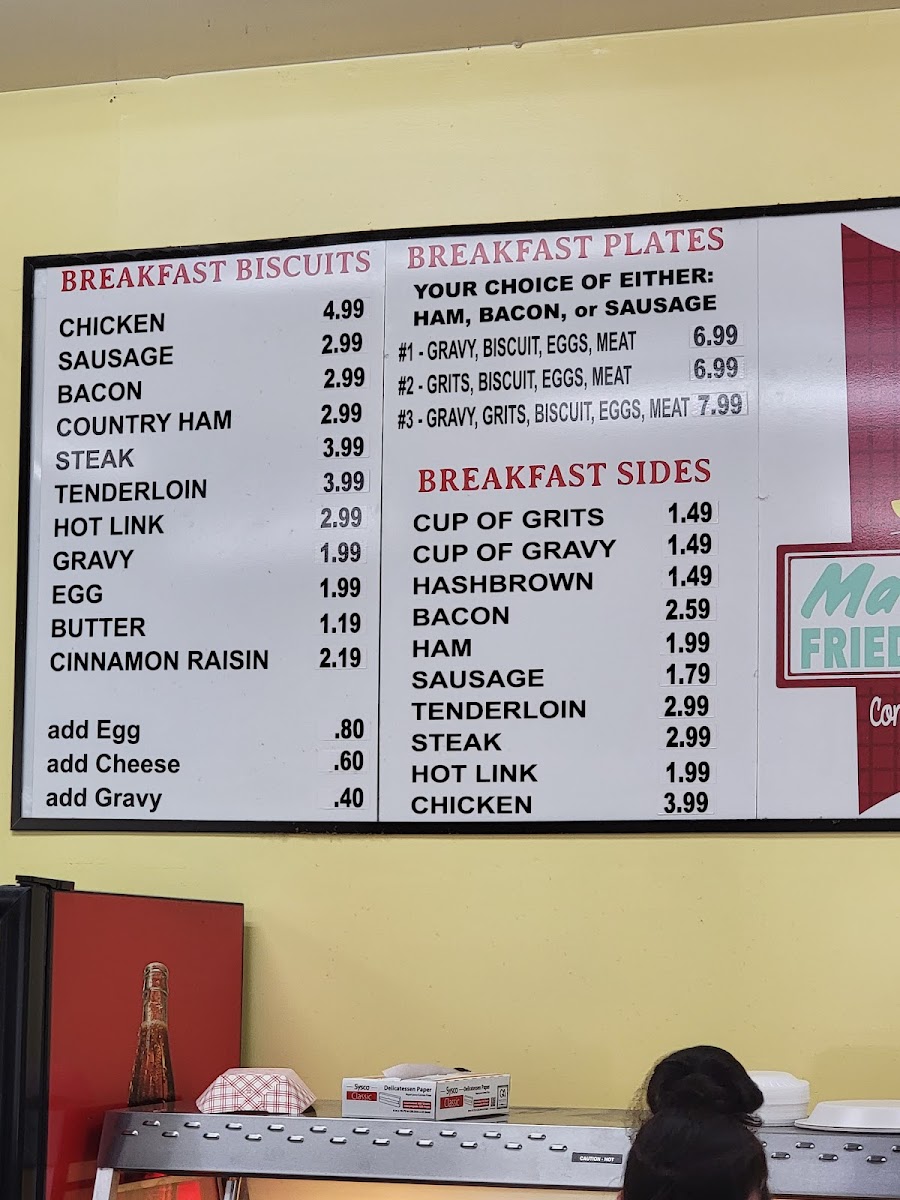 BREAKFAST BISCUITS
CHICKEN 4.99
SAUSAGE 2.99
BACON 2.99
COUNTRY HAM 2.99
STEAK 3.99
TENDERLOIN 3.99
HOT LINK 2.99
GRAVY 1.99
EGG 1.99
BUTTER 1.19
CINNAMON RAISIN 2.19
add Egg .80
add Cheese .60
add Gravy .40
BREAKFAST PLATES
YOUR CHOICE OF EITHER:
HAM, BACON, or SAUSAGE
#1 - GRAVY, BISCUIT, EGGS, MEAT 6.99
#2 - GRITS, BISCUIT, EGGS, MEAT 6.99
#3 - GRAVY, GRITS, BISCUIT, EGGS, MEAT 7.99
BREAKFAST SIDES
CUP OF GRITS 1.49
CUP OF GRAVY 1.49
HASHBROWN 1.49
BACON 2.59
HAM 1.99
SAUSAGE 1.79
TENDERLOIN 2.99
STEAK 2.99
HOT LINK 1.99
CHICKEN 3.99
Ma
FRIED
Co
Sysco Delicatessen Paper
Classic
Sysco Delicatessen Paper
Classic
CAUTION - HOT